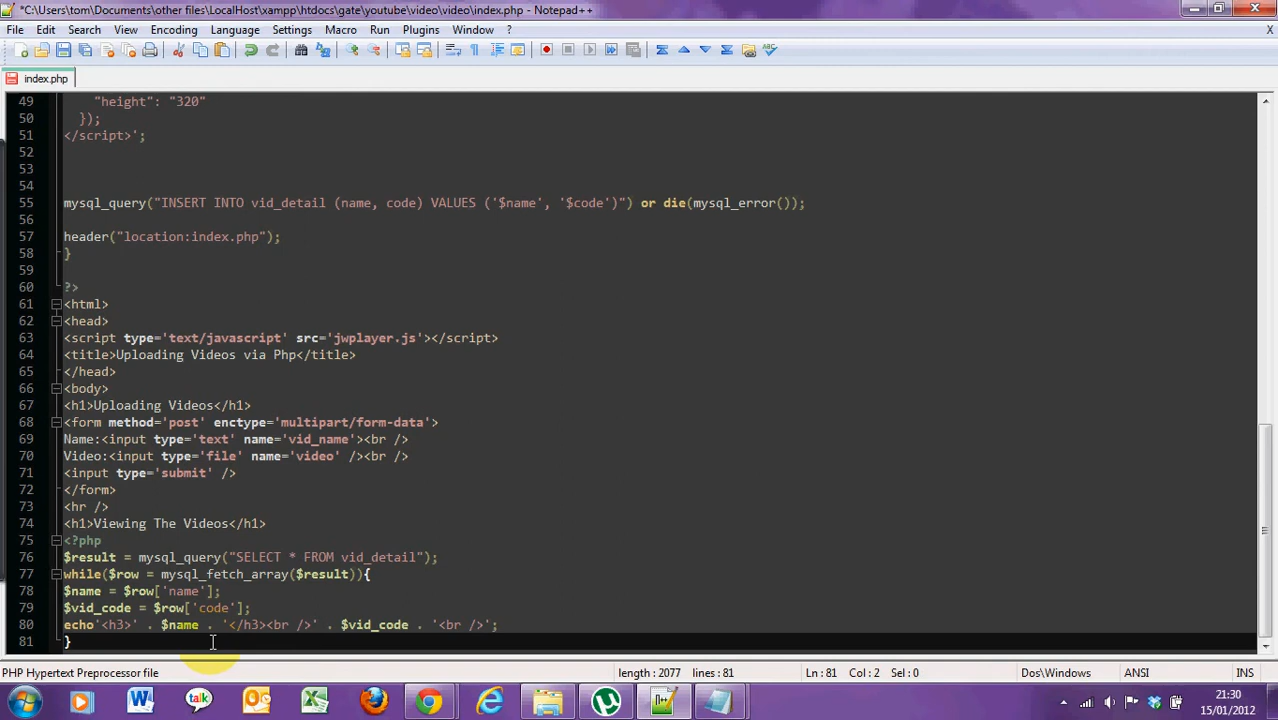 *C:\Users\tom\Documents\other files\LocalHost\xampp\htdocs\gate\youtube\video\video\index.php - Notepad++
File Edit Search View Encoding Language Settings Macro Run Plugins Window ? X
index.php
49 "height": "320"
50 });
51 </script>';
52
53
54
55 mysql_query("INSERT INTO vid_detail (name, code) VALUES ('$name', '$code')") or die(mysql_error());
56
57 header("location:index.php");
58 }
59
60 ?>
61 <html>
62 <head>
63 <script type='text/javascript' src='jwplayer.js'></script>
64 <title>Uploading Videos via Php</title>
65 </head>
66 <body>
67 <h1>Uploading Videos</h1>
68 <form method='post' enctype='multipart/form-data'>
69 Name:<input type='text' name='vid_name'><br />
70 Video:<input type='file' name='video' /><br />
71 <input type='submit' />
72 </form>
73 <hr />
74 <h1>Viewing The Videos</h1>
75 <?php
76 $result = mysql_query("SELECT * FROM vid_detail");
77 while($row = mysql_fetch_array($result)){
78 $name = $row['name'];
79 $vid_code = $row['code'];
80 echo'<h3>' . $name . '</h3><br />' . $vid_code . '<br />';
81 }
PHP Hypertext Preprocessor file length : 2077 lines : 81 Ln : 81 Col : 2 Sel : 0 Dos\Windows ANSI INS
talk
21:30
15/01/2012